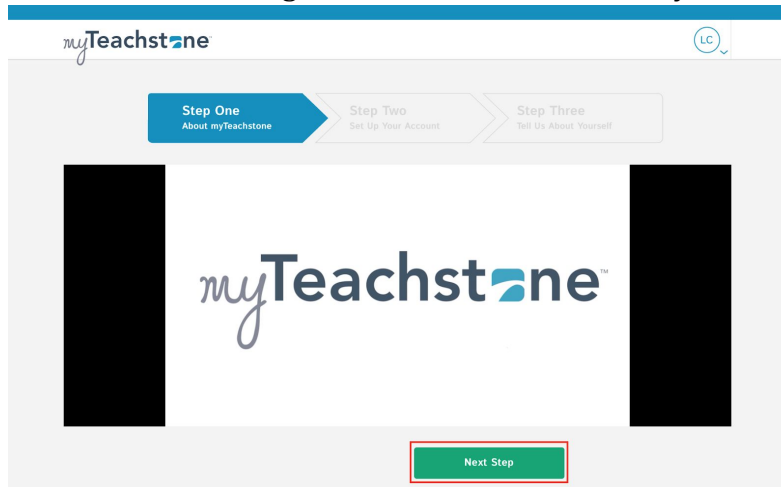 myTeachstone
LC
Step One
About myTeachstone
Step Two
Set Up Your Account
Step Three
Tell Us About Yourself
myTeachstone™
Next Step